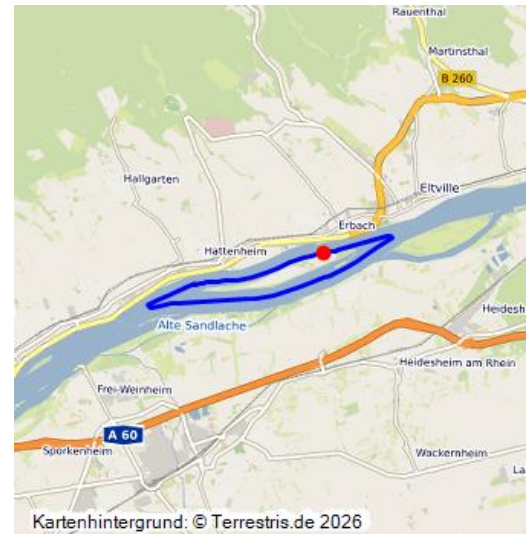 Rauenthal
Martinsthal
B 260
Hallgarten
Eltville
Erbach
Hattenheim
Alte Sandlache
Heidesh
Heidesheim am Rhein
Frei-Weinheim
A 60
Sporkenheim
Wackernheim
La
Kartenhintergrund: © Terrestris.de 2026